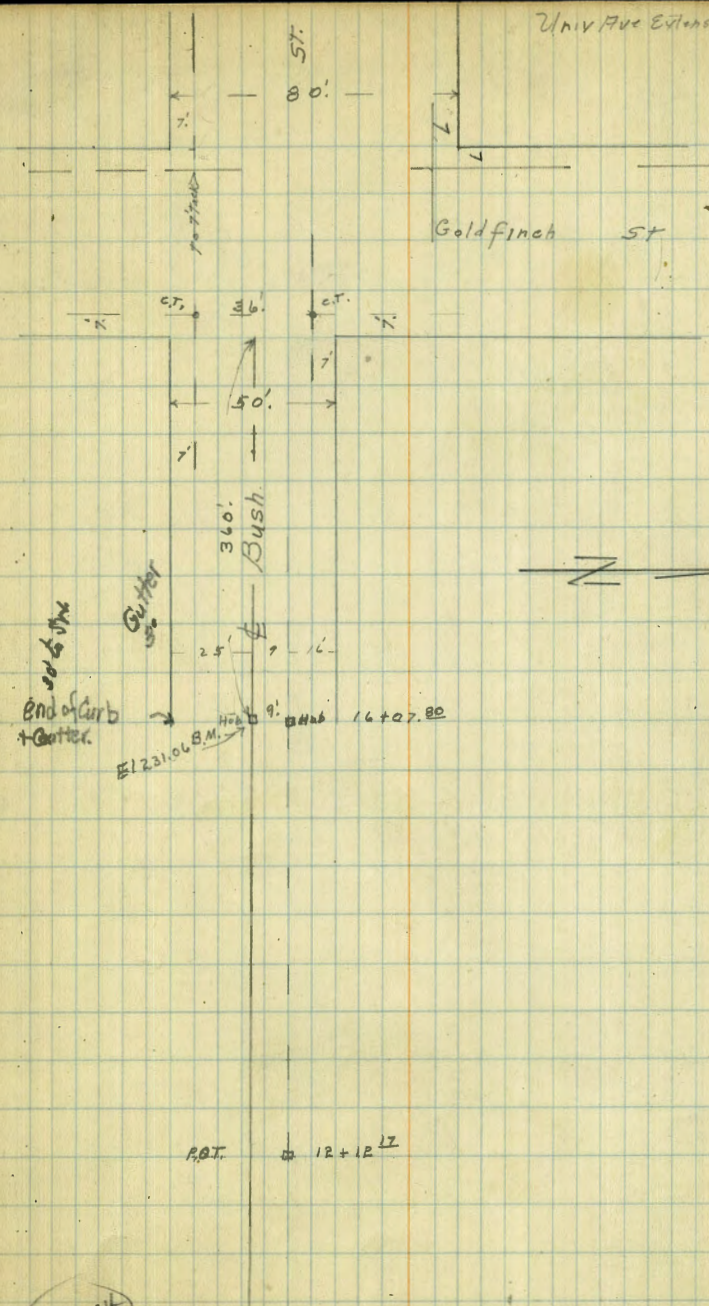 Univ Ave Extens
ST.
80'.
7.
7
L
Goldfinch St
C.T. 36' C.T.
7. 7.
7'
50'.
7'
360'.
Bush
Gutter
25' 9 16'
end of Curb
+ Gutter.
Hub 9' Hub 16+07.80
El 231.06 B.M.
P.O.T. 12+12 17